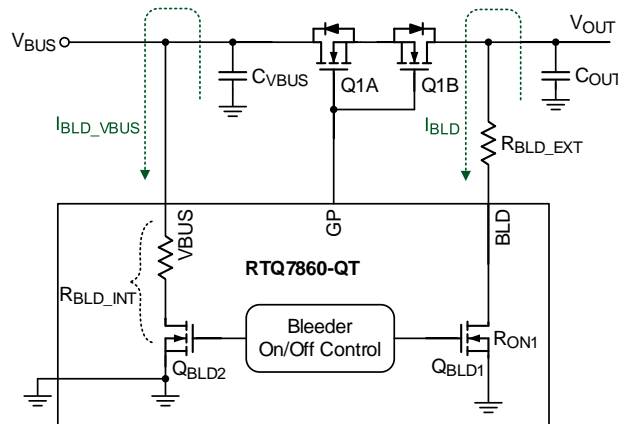 VBUS
VOUT
CVBUS
Q1A
Q1B
COUT
IBLD_VBUS
IBLD
RBLD_EXT
VBUS
GP
BLD
RTQ7860-QT
RBLD_INT
Bleeder
On/Off Control
RON1
QBLD2
QBLD1